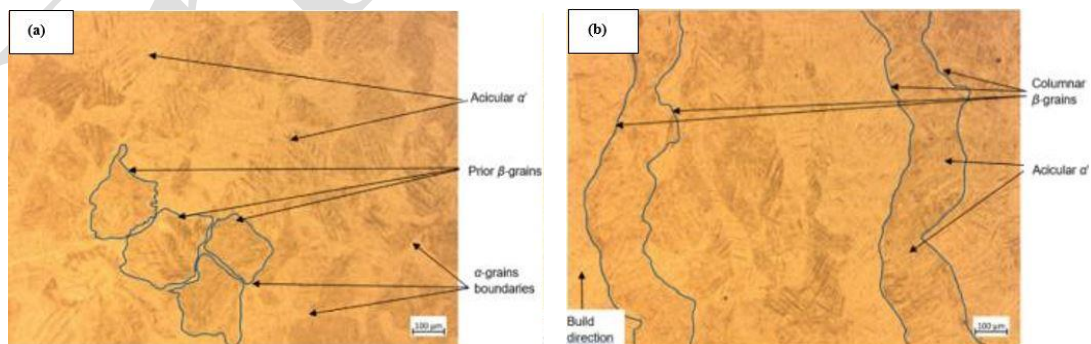 (a)
Acicular α'
Prior β-grains
α-grains
boundaries
100 µm
(b)
Columnar
β-grains
Acicular α'
Build
direction
100 µm